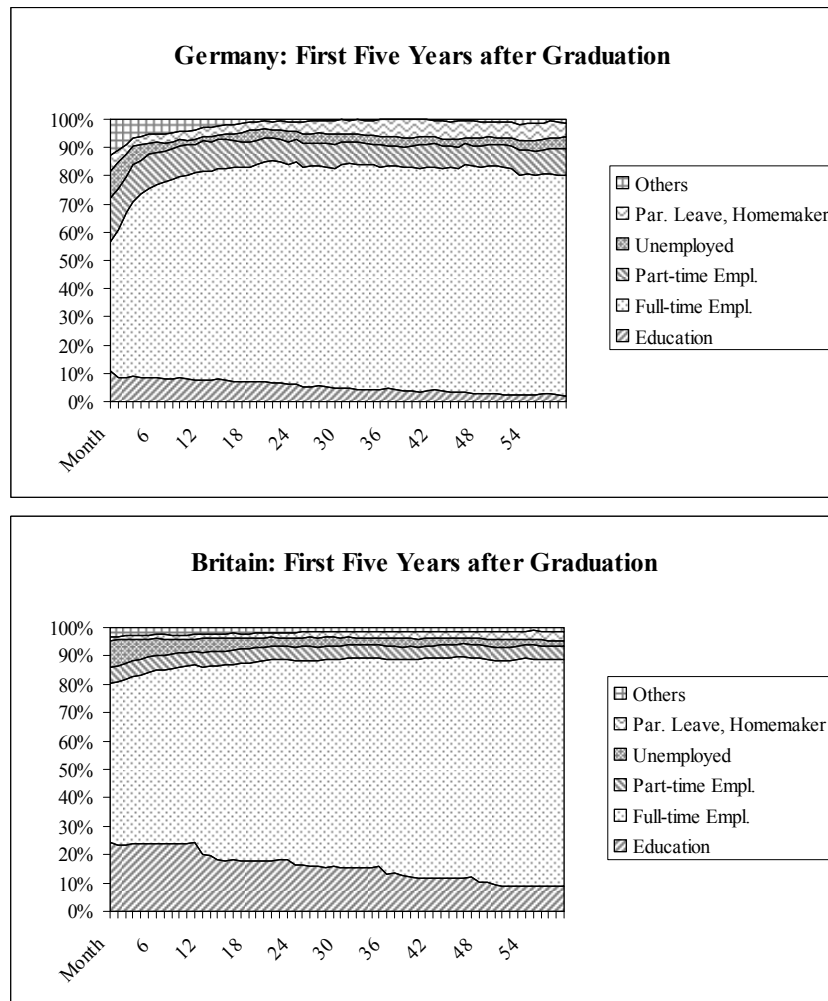 Germany: First Five Years after Graduation
100%
90%
80%
70%
60%
50%
40%
30%
20%
10%
0%
Month
6
12
18
24
30
36
42
48
54
Others
Par. Leave, Homemaker
Unemployed
Part-time Empl.
Full-time Empl.
Education
Britain: First Five Years after Graduation
100%
90%
80%
70%
60%
50%
40%
30%
20%
10%
0%
Month
6
12
18
24
30
36
42
48
54
Others
Par. Leave, Homemaker
Unemployed
Part-time Empl.
Full-time Empl.
Education